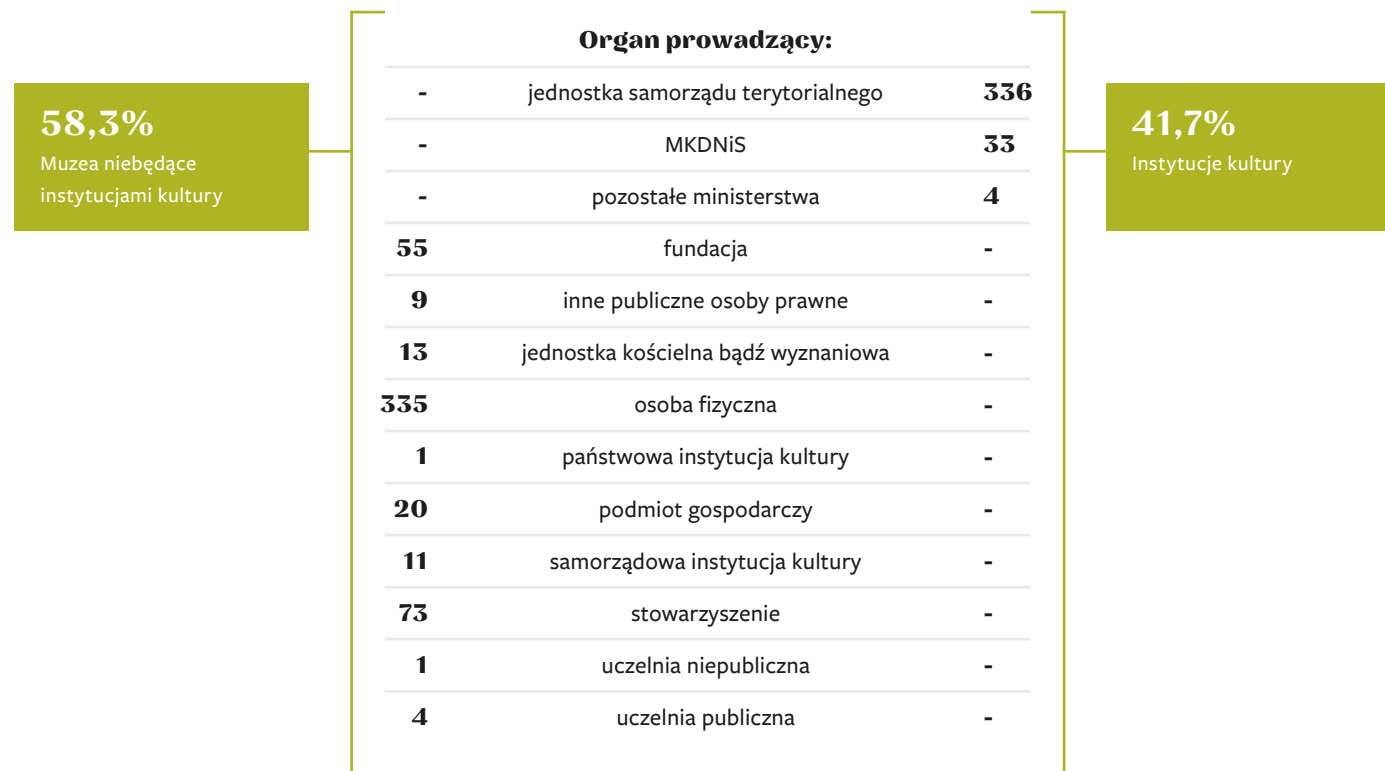 Organ prowadzący:
58,3%
Muzea niebędące
instytucjami kultury
41,7%
Instytucje kultury
- jednostka samorządu terytorialnego 336
- MKDNiS 33
- pozostałe ministerstwa 4
55 fundacja -
9 inne publiczne osoby prawne -
13 jednostka kościelna bądź wyznaniowa -
335 osoba fizyczna -
1 państwowa instytucja kultury -
20 podmiot gospodarczy -
11 samorządowa instytucja kultury -
73 stowarzyszenie -
1 uczelnia niepubliczna -
4 uczelnia publiczna -